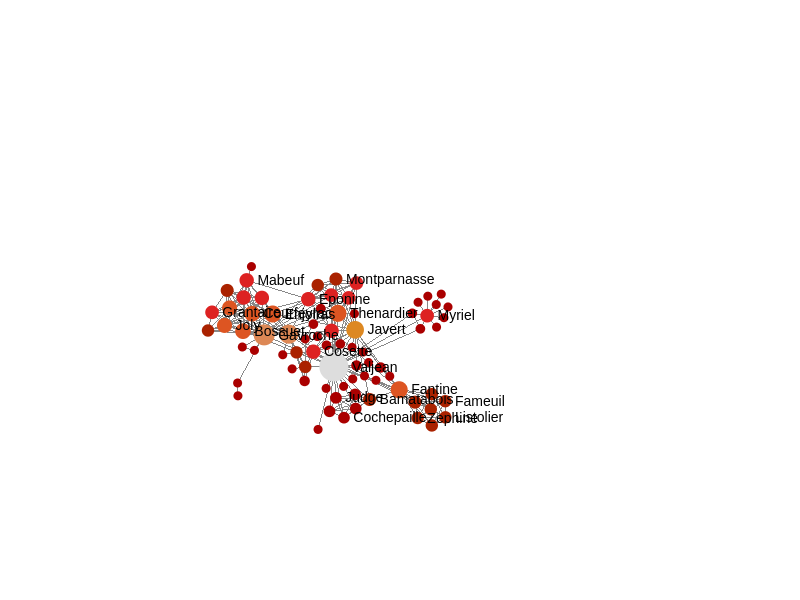 Mabeuf
Montparnasse
Eponine
Grantaire
Courfeyrac
Enjolras
Thenardier
Myriel
Joly
Bossuet
Gavroche
Javert
Cosette
Valjean
Fantine
Judge
Bamatabois
Fameuil
Cochepaille
Zephine
Listolier